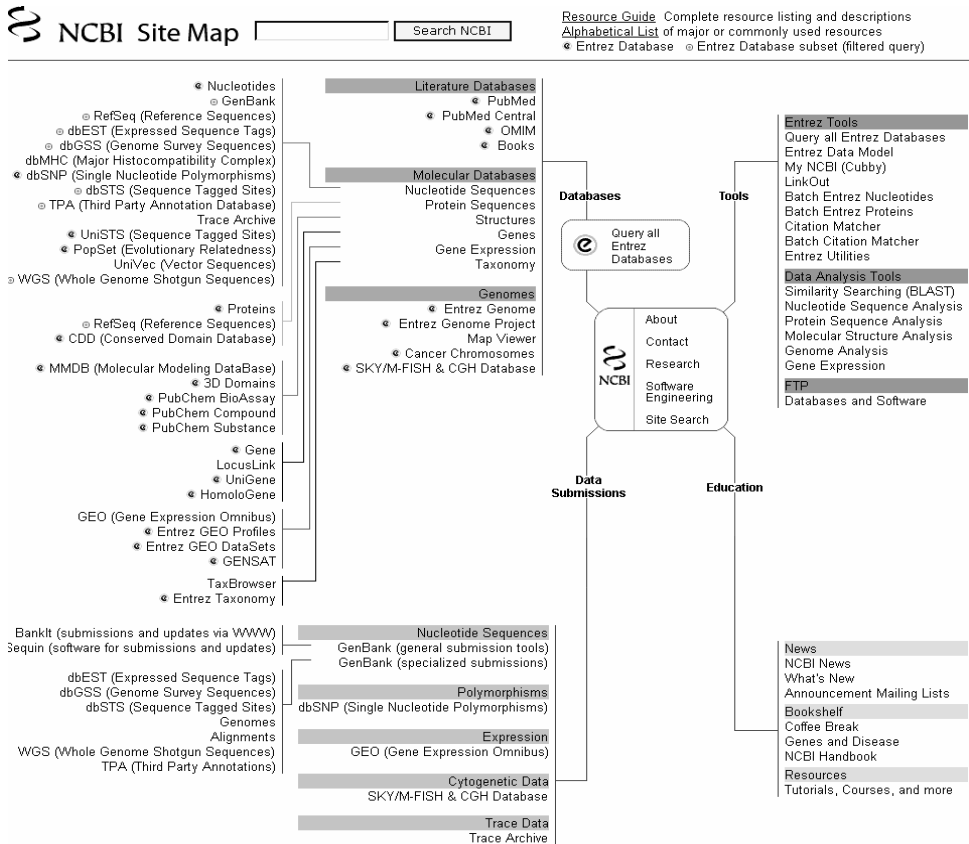 NCBI Site Map
Search NCBI
Resource Guide Complete resource listing and descriptions
Alphabetical List of major or commonly used resources
e Entrez Database Entrez Database subset (filtered query)
Nucleotides
GenBank
RefSeq (Reference Sequences)
dbEST (Expressed Sequence Tags)
dbGSS (Genome Survey Sequences)
dbMHC (Major Histocompatibility Complex)
dbSNP (Single Nucleotide Polymorphisms)
dbSTS (Sequence Tagged Sites)
TPA (Third Party Annotation Database)
Trace Archive
UniSTS (Sequence Tagged Sites)
PopSet (Evolutionary Relatedness)
UniVec (Vector Sequences)
WGS (Whole Genome Shotgun Sequences)
Proteins
RefSeq (Reference Sequences)
CDD (Conserved Domain Database)
MMDB (Molecular Modeling DataBase)
3D Domains
PubChem BioAssay
PubChem Compound
PubChem Substance
Gene
LocusLink
UniGene
HomoloGene
GEO (Gene Expression Omnibus)
Entrez GEO Profiles
Entrez GEO DataSets
GENSAT
TaxBrowser
Entrez Taxonomy
Literature Databases
PubMed
PubMed Central
OMIM
Books
Molecular Databases
Nucleotide Sequences
Protein Sequences
Structures
Genes
Gene Expression
Taxonomy
Genomes
Entrez Genome
Entrez Genome Project
Map Viewer
Cancer Chromosomes
SKY/M-FISH & CGH Database
Databases
Query all
Entrez
Databases
Tools
About
Contact
Research
Software
Engineering
Site Search
NCBI
Data
Submissions
Education
Entrez Tools
Query all Entrez Databases
Entrez Data Model
My NCBI (Cubby)
LinkOut
Batch Entrez Nucleotides
Batch Entrez Proteins
Citation Matcher
Batch Citation Matcher
Entrez Utilities
Data Analysis Tools
Similarity Searching (BLAST)
Nucleotide Sequence Analysis
Protein Sequence Analysis
Molecular Structure Analysis
Genome Analysis
Gene Expression
FTP
Databases and Software
BankIt (submissions and updates via WWW)
Sequin (software for submissions and updates)
dbEST (Expressed Sequence Tags)
dbGSS (Genome Survey Sequences)
dbSTS (Sequence Tagged Sites)
Genomes
Alignments
WGS (Whole Genome Shotgun Sequences)
TPA (Third Party Annotations)
Nucleotide Sequences
GenBank (general submission tools)
GenBank (specialized submissions)
Polymorphisms
dbSNP (Single Nucleotide Polymorphisms)
Expression
GEO (Gene Expression Omnibus)
Cytogenetic Data
SKY/M-FISH & CGH Database
Trace Data
Trace Archive
News
NCBI News
What's New
Announcement Mailing Lists
Bookshelf
Coffee Break
Genes and Disease
NCBI Handbook
Resources
Tutorials, Courses, and more